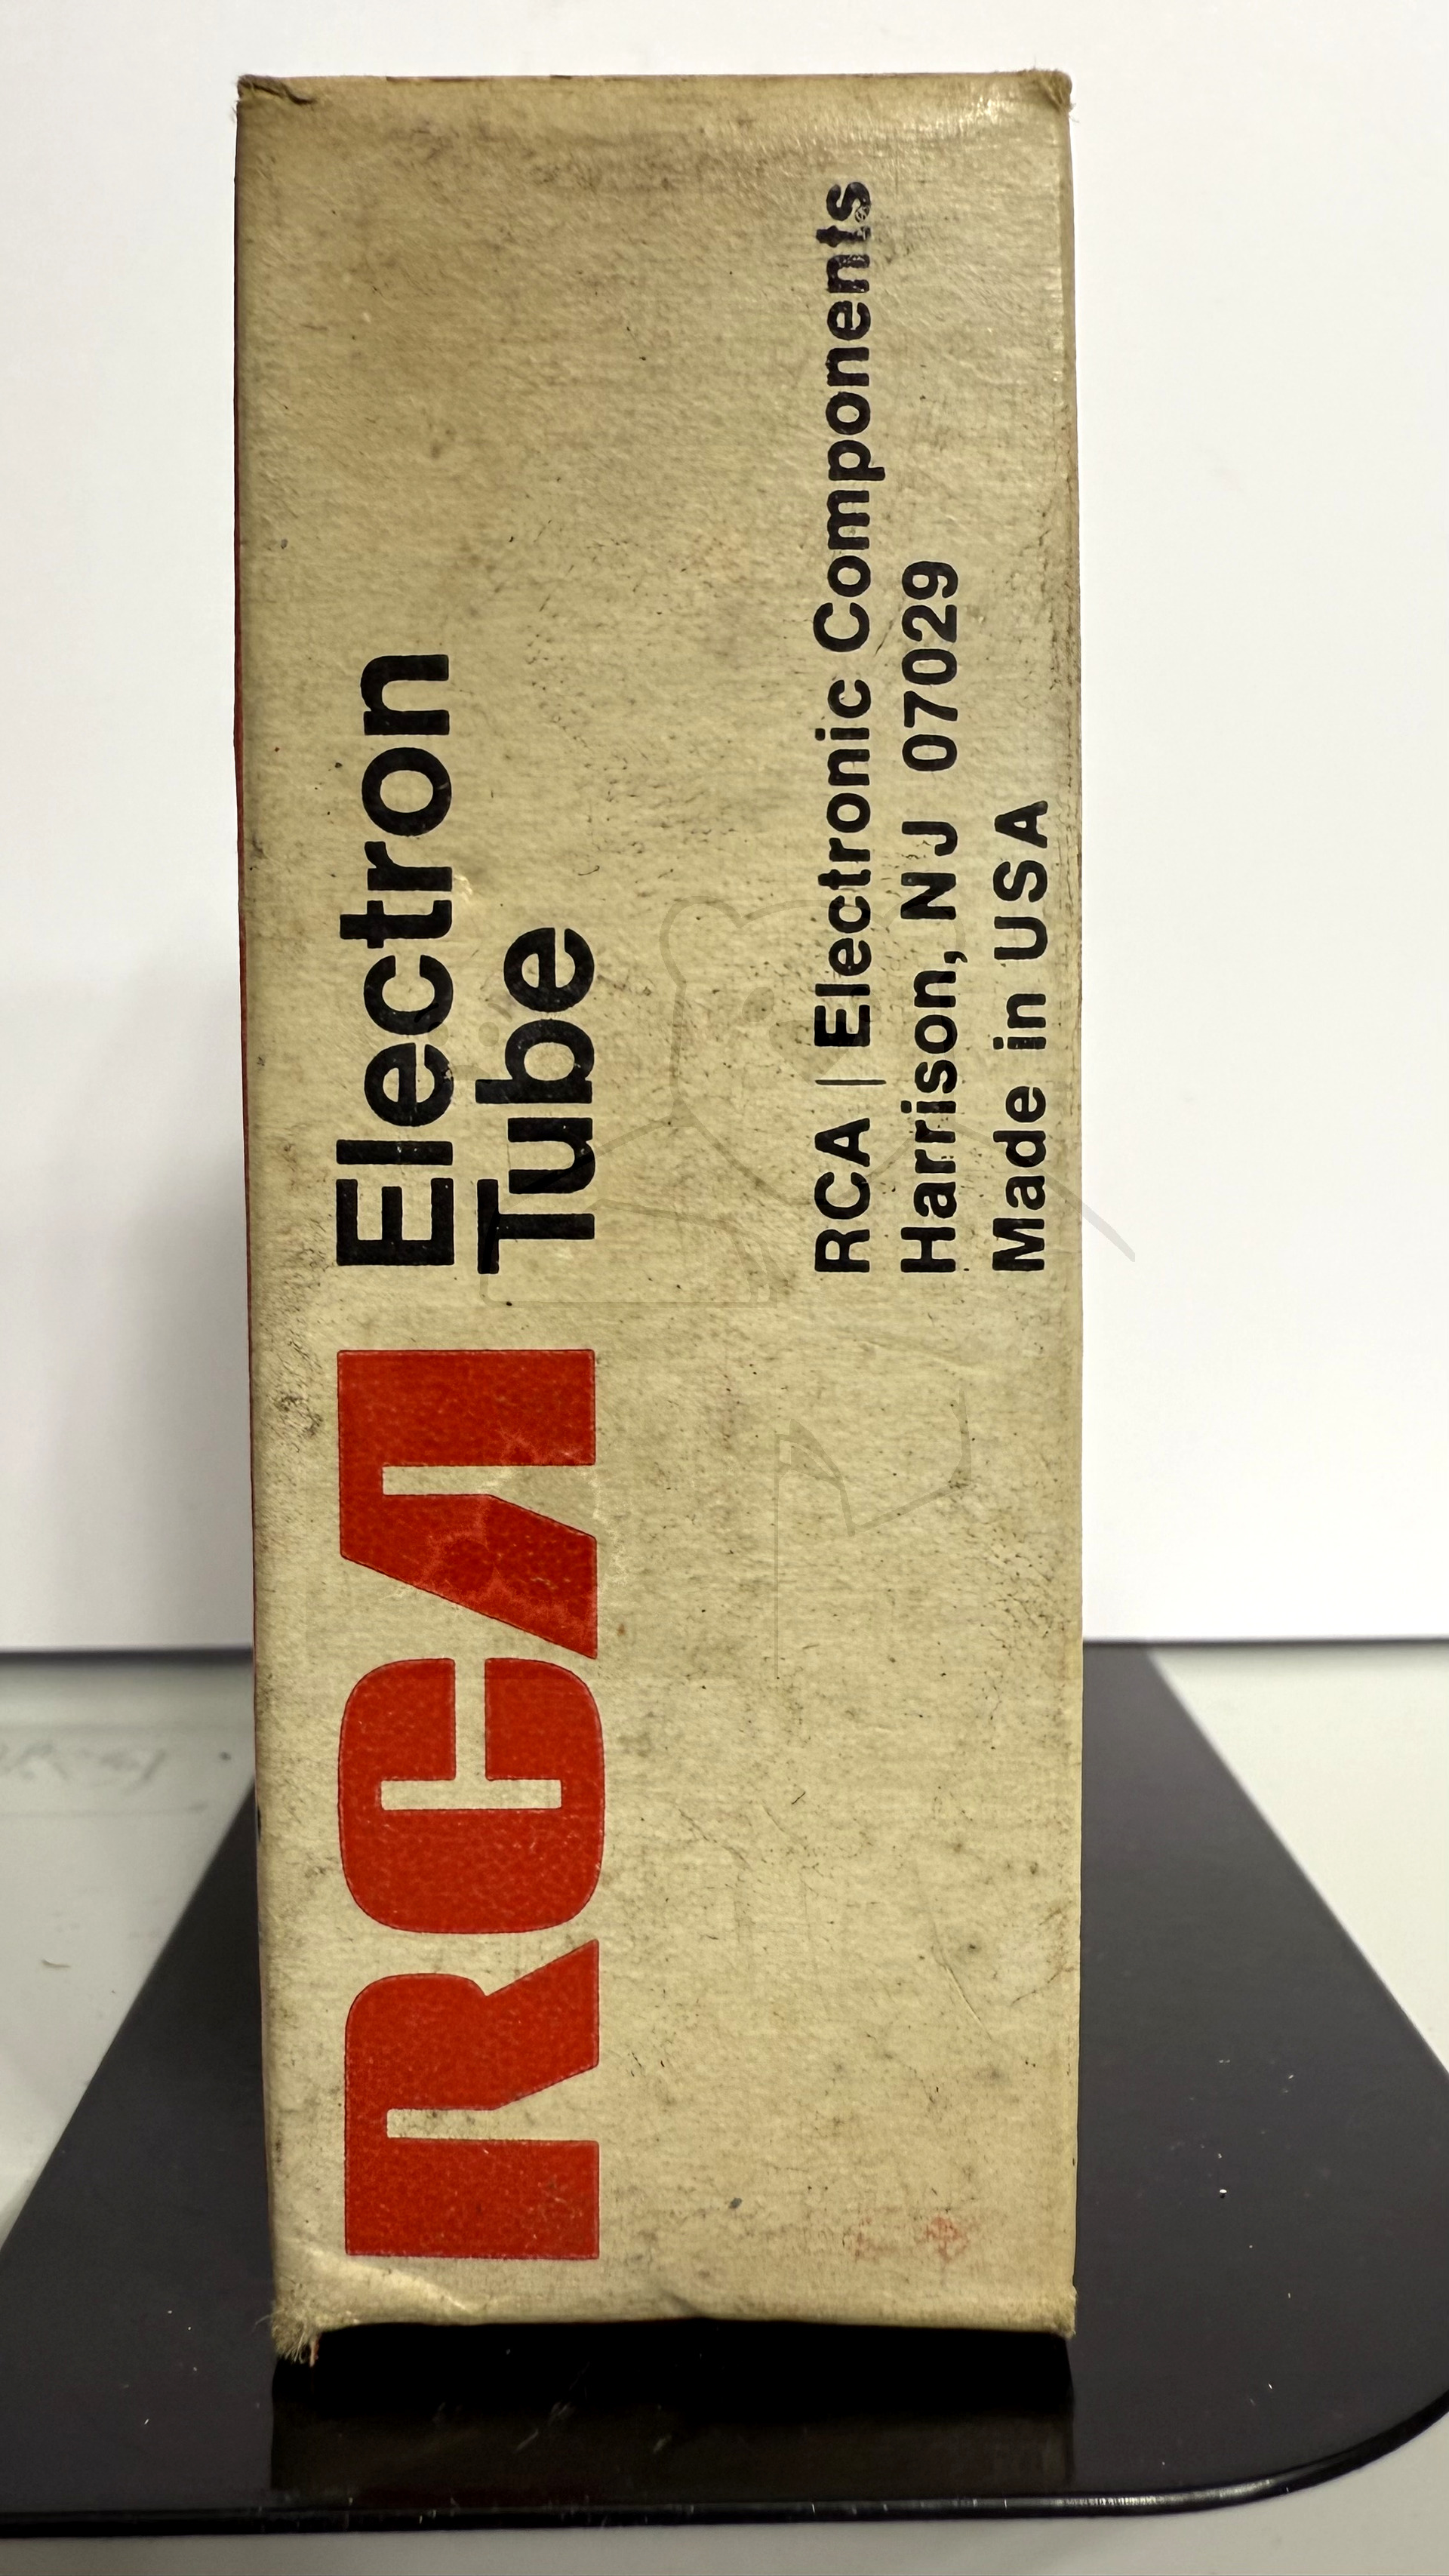 RCA
Electron
Tube
RCA | Electronic Components
Harrison, NJ 07029
Made in USA